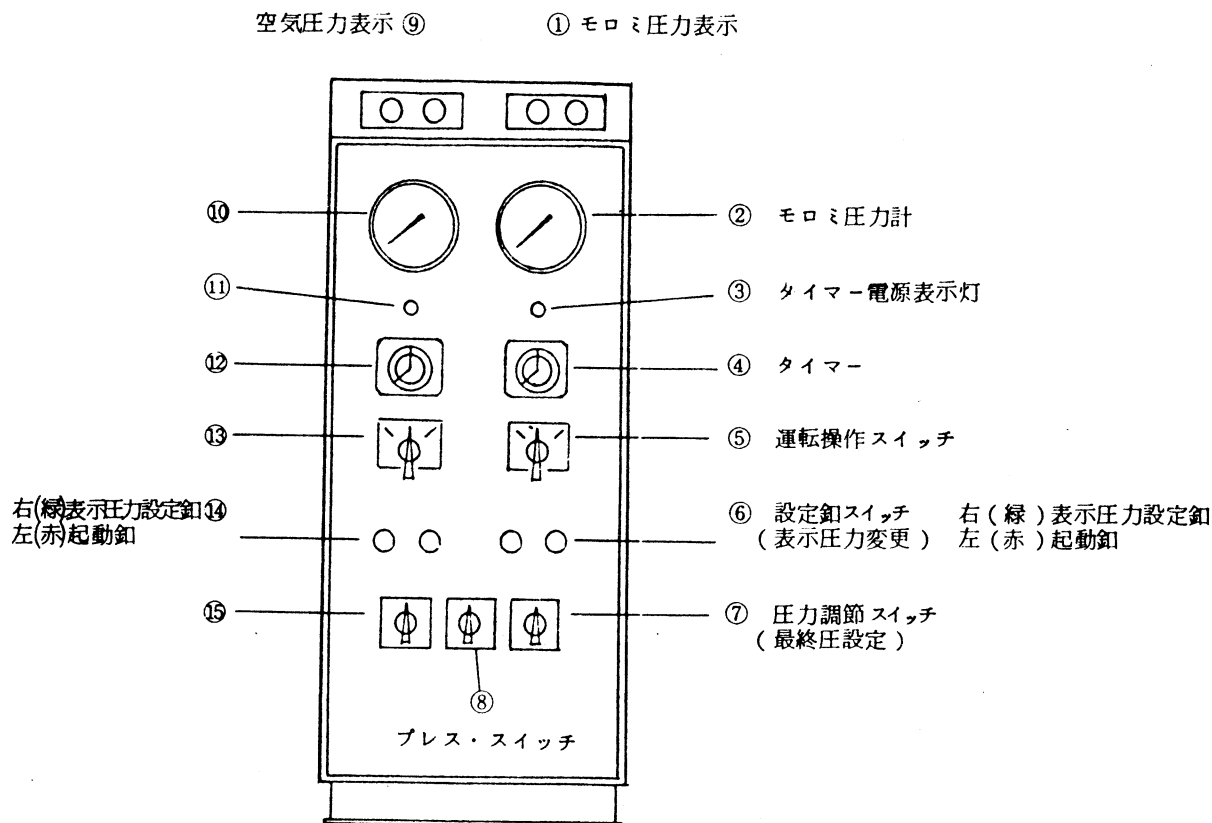 空気圧力表示 ⑨
① モロミ圧力表示
⑩
② モロミ圧力計
⑪
③ タイマー電源表示灯
⑫
④ タイマー
⑬
⑤ 運転操作スイッチ
右(緑)表示圧力設定釦⑭
左(赤)起動釦
⑥ 設定釦スイッチ 右(緑)表示圧力設定釦
(表示圧力変更) 左(赤)起動釦
⑮
⑦ 圧力調節スイッチ
(最終圧設定)
⑧
プレス・スイッチ